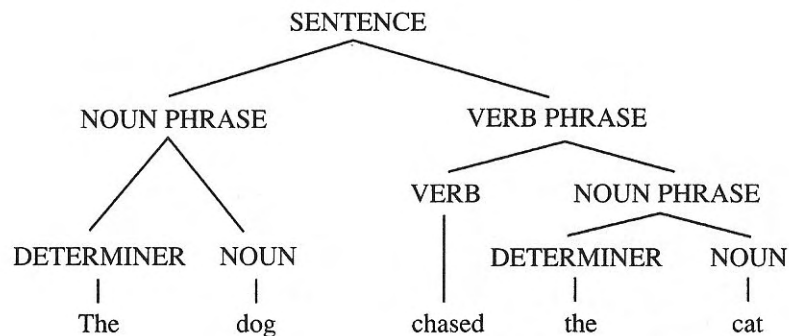 SENTENCE
NOUN PHRASE VERB PHRASE
VERB NOUN PHRASE
DETERMINER NOUN DETERMINER NOUN
The dog chased the cat